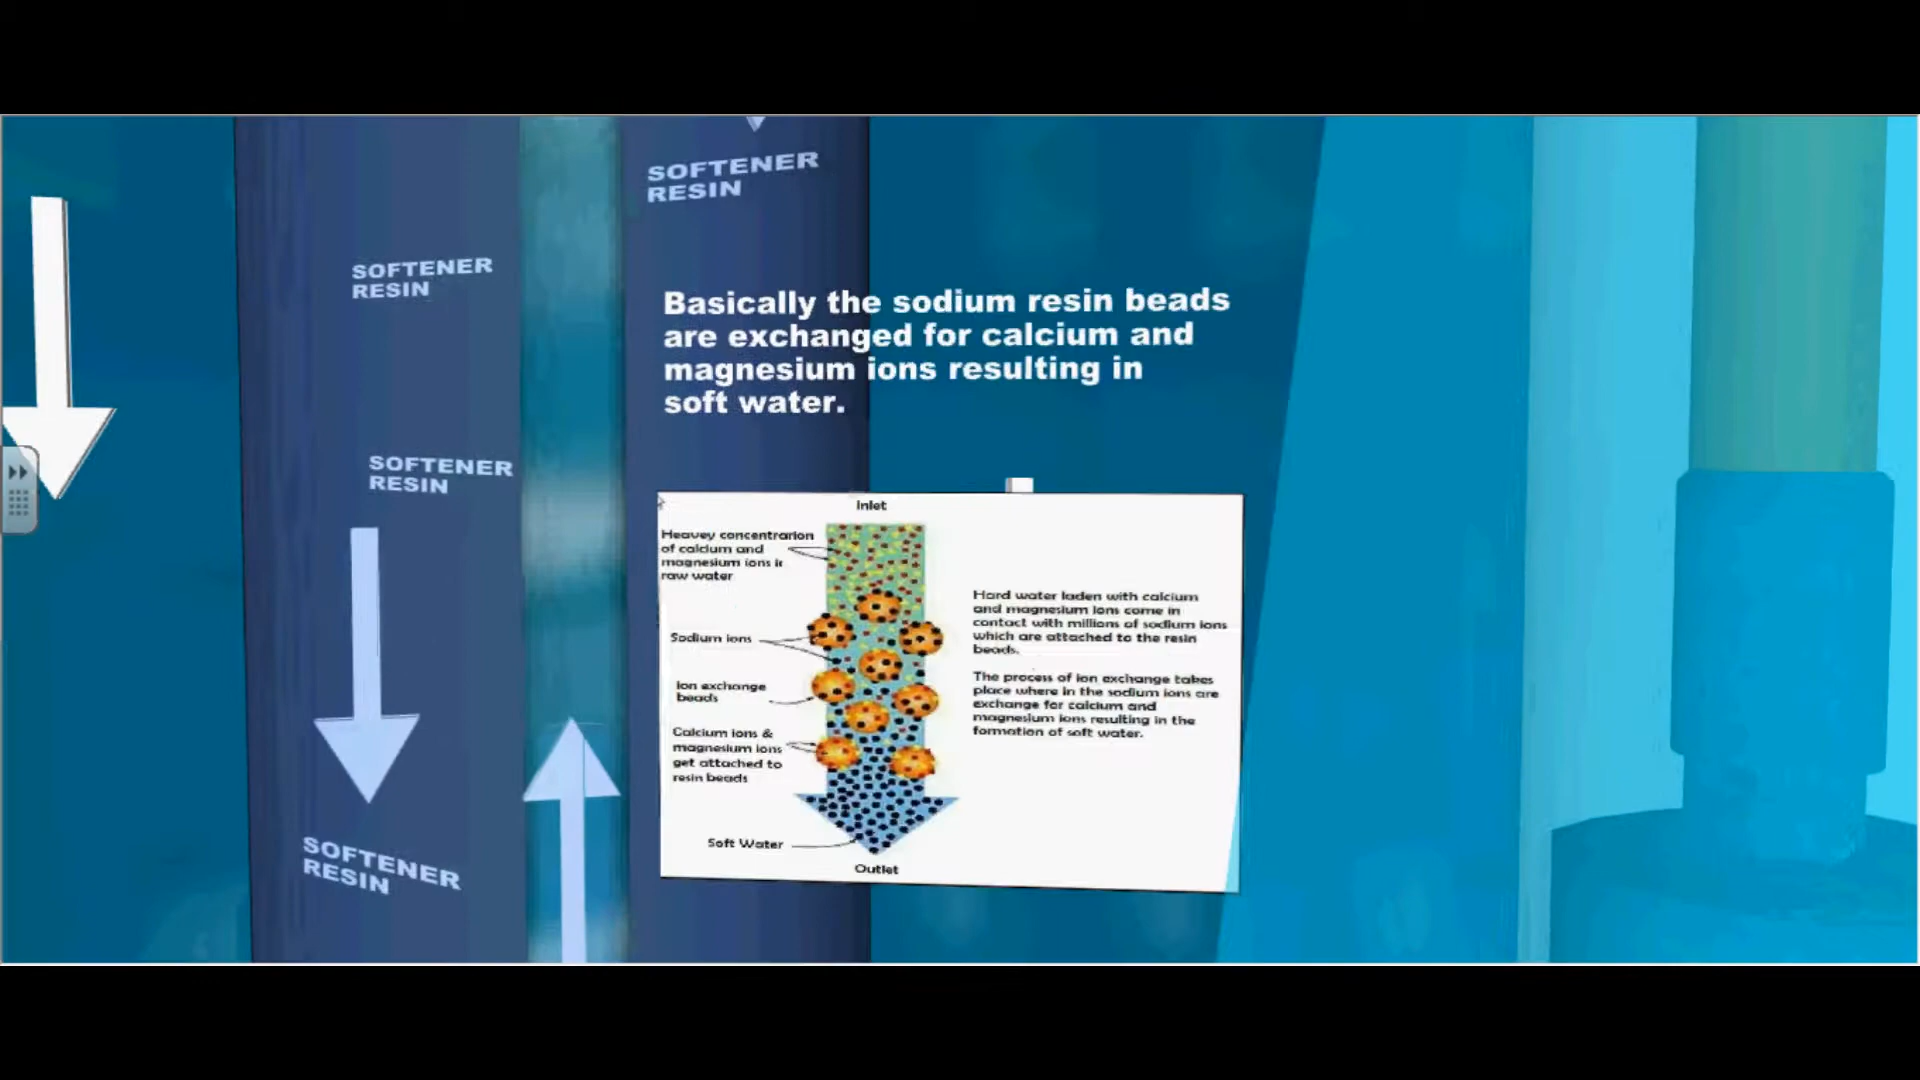 SOFTENER
RESIN
SOFTENER
RESIN
Basically the sodium resin beads
are exchanged for calcium and
magnesium ions resulting in
soft water.
SOFTENER
RESIN
Inlet
Heavey concentration
of calcium and
magnesium ions i
raw water
Sodium ions
Ion exchange
beads
Calcium ions &
magnesium ions
get attached to
resin beads
Soft Water
Outlet
Hard water laden with calcium
and magnesium ions come in
contact with millions of sodium ions
which are attached to the resin
beads.
The process of ion exchange takes
place where in the sodium ions are
exchange for calcium and
magnesium ions resulting in the
formation of soft water.
SOFTENER
RESIN